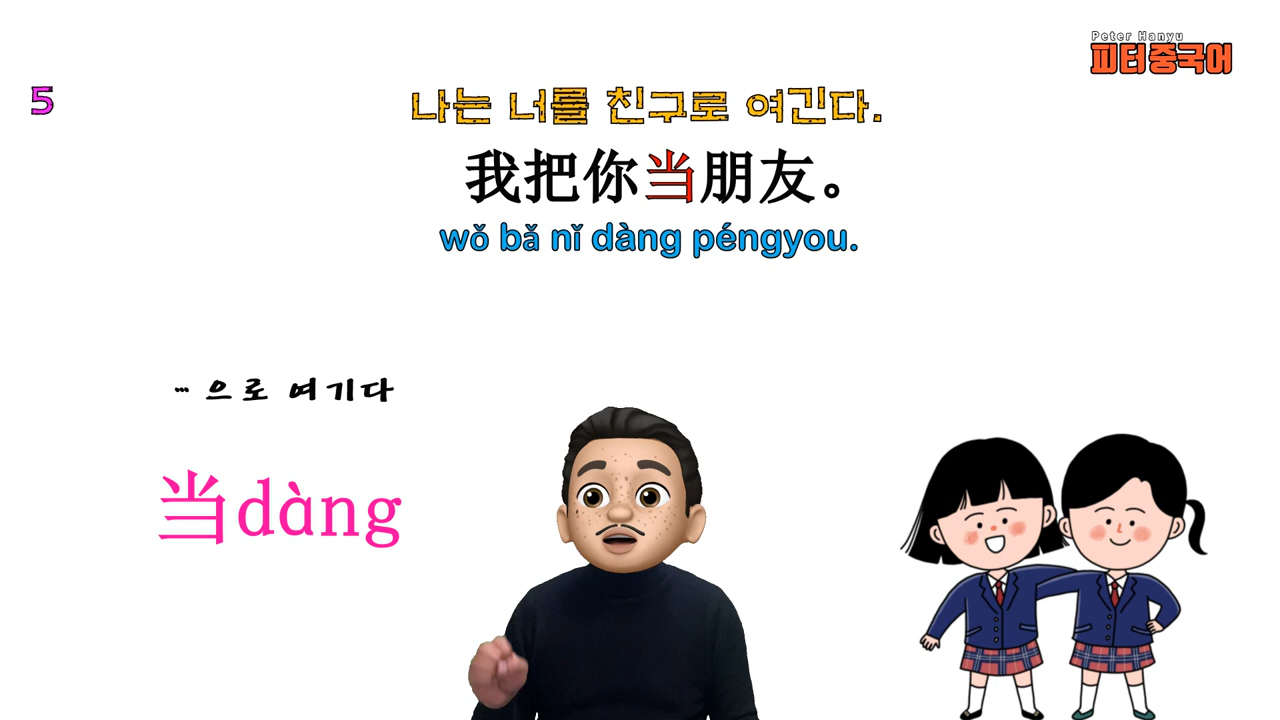 Peter Hanyu
피터 중국어
5
나는 너를 친구로 여긴다.
我把你当朋友。
wǒ bǎ nǐ dàng péngyou.
… 으로 여기다
当dàng